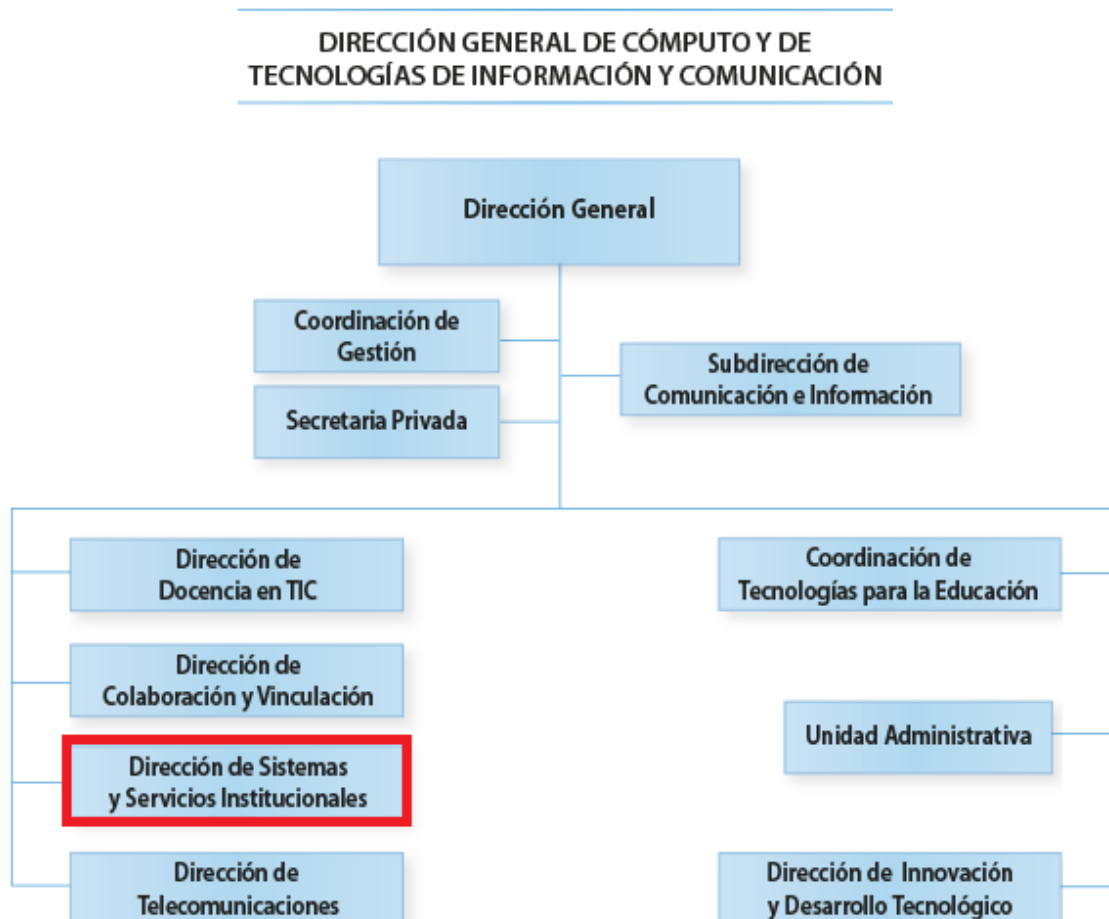 DIRECCIÓN GENERAL DE CÓMPUTO Y DE
TECNOLOGÍAS DE INFORMACIÓN Y COMUNICACIÓN
Dirección General
Coordinación de
Gestión
Secretaria Privada
Subdirección de
Comunicación e Información
Dirección de
Docencia en TIC
Dirección de
Colaboración y Vinculación
Dirección de Sistemas
y Servicios Institucionales
Dirección de
Telecomunicaciones
Coordinación de
Tecnologías para la Educación
Unidad Administrativa
Dirección de Innovación
y Desarrollo Tecnológico